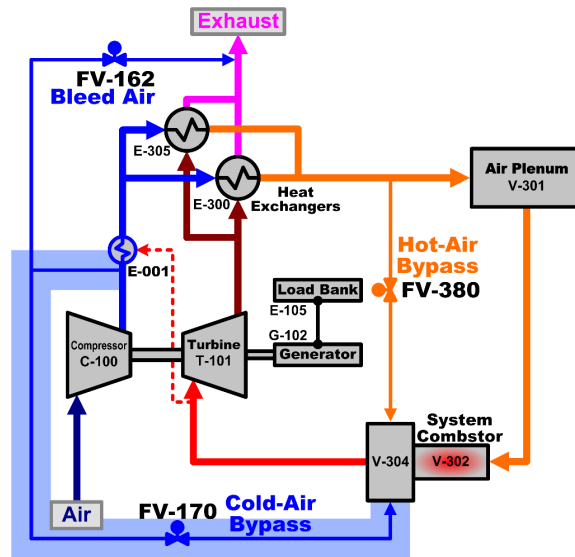 Exhaust
FV-162
Bleed Air
E-305
E-300
Heat
Exchangers
Air Plenum
V-301
E-001
Hot-Air
Bypass
FV-380
Load Bank
E-105
G-102
Generator
Compressor
C-100
Turbine
T-101
System
Combstor
V-304
V-302
Air
FV-170
Cold-Air
Bypass